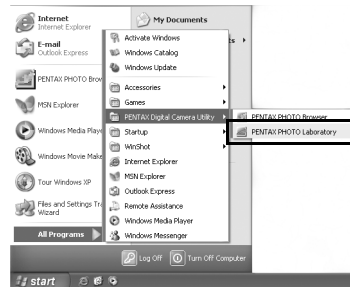 Internet
Internet Explorer
E-mail
Outlook Express
PENTAX PHOTO Brow
MSN Explorer
Windows Media Playe
Windows Movie Make
Tour Windows XP
Files and Settings Tra
Wizard
All Programs
My Documents
ts
Activate Windows
Windows Catalog
Windows Update
Accessories
Games
PENTAX Digital Camera Utility
Startup
WinShot
Internet Explorer
MSN Explorer
Outlook Express
Remote Assistance
Windows Media Player
Windows Messenger
PENTAX PHOTO Browser
PENTAX PHOTO Laboratory
Log Off
Turn Off Computer
start